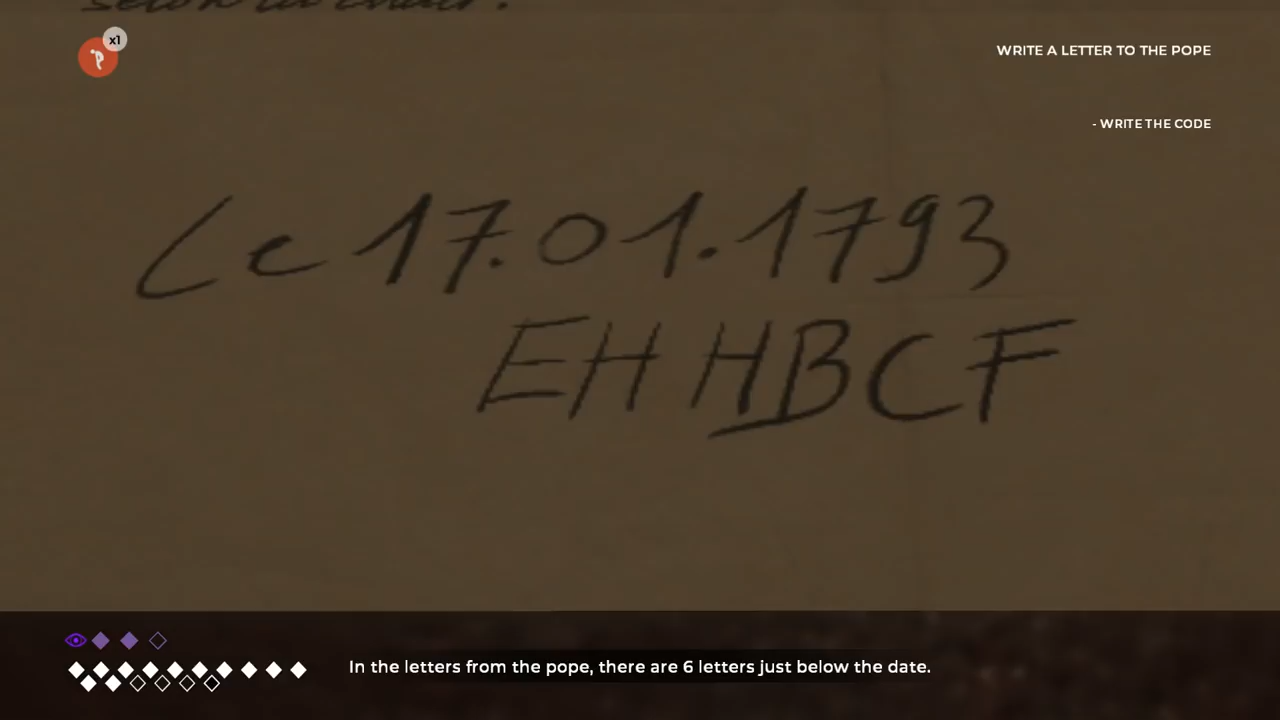 x1
WRITE A LETTER TO THE POPE
- WRITE THE CODE
Le 17.01.1793
EHHBCF
In the letters from the pope, there are 6 letters just below the date.